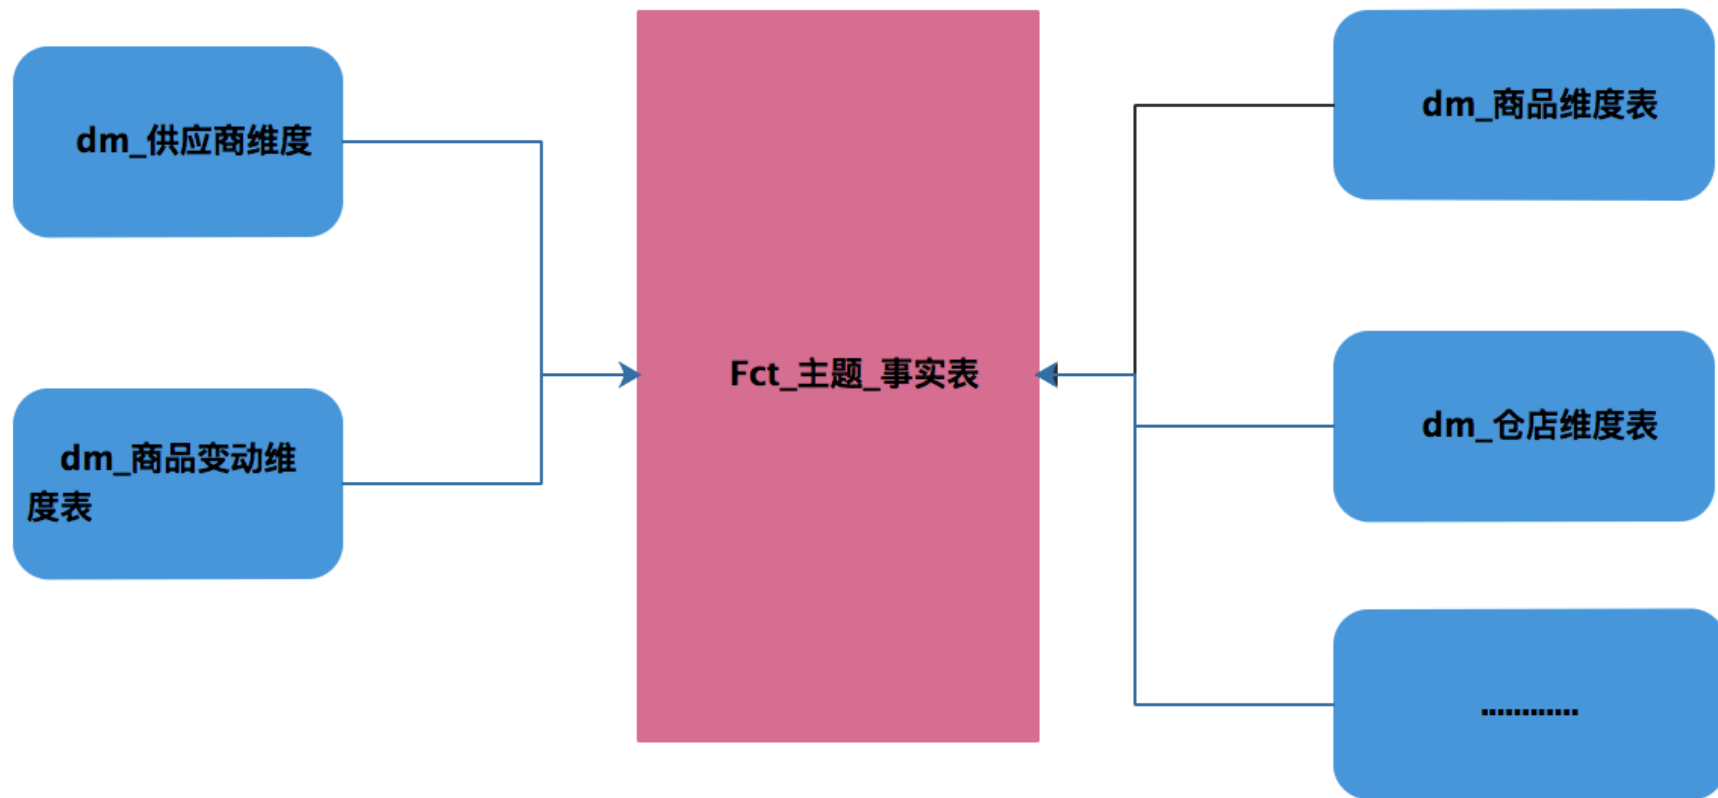 dm_供应商维度
dm_商品变动维
度表
Fct_主题_事实表
dm_商品维度表
dm_仓店维度表
............